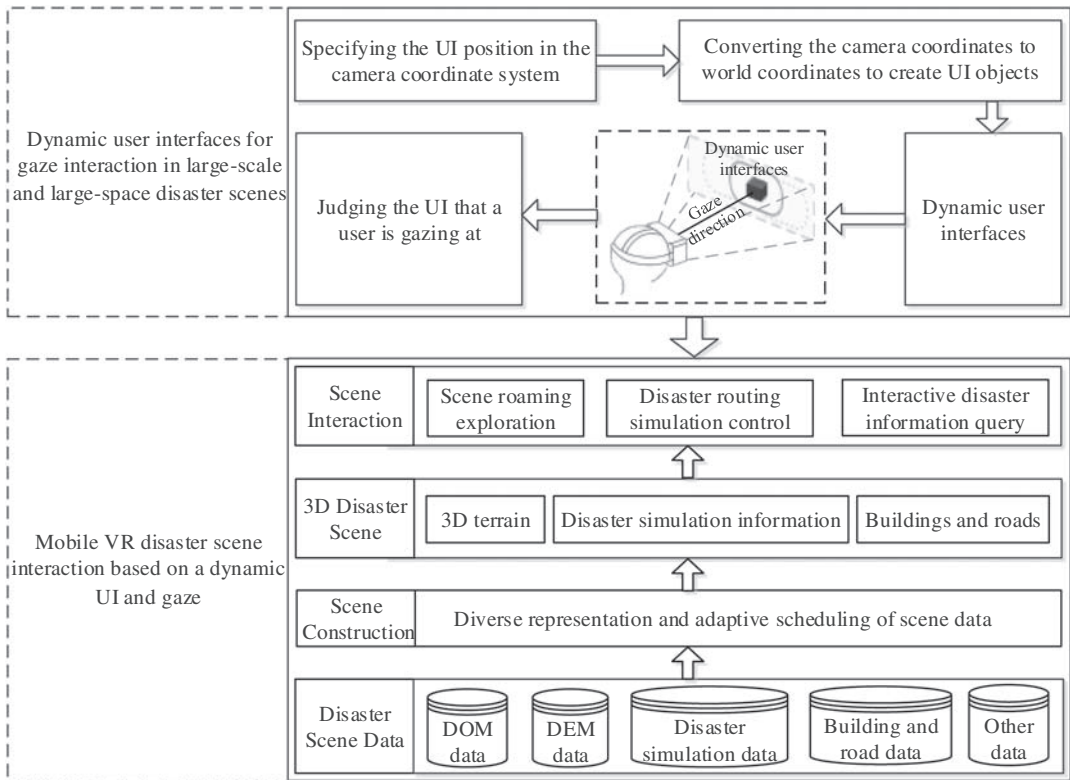 Specifying the UI position in the
camera coordinate system
Converting the camera coordinates to
world coordinates to create UI objects
Dynamic user interfaces for
gaze interaction in large-scale
and large-space disaster scenes
Judging the UI that a
user is gazing at
Dynamic user
interfaces
Gaze
direction
Dynamic user
interfaces
Mobile VR disaster scene
interaction based on a dynamic
UI and gaze
Scene
Interaction
Scene roaming
exploration
Disaster routing
simulation control
Interactive disaster
information query
3D Disaster
Scene
3D terrain
Disaster simulation information
Buildings and roads
Scene
Construction
Diverse representation and adaptive scheduling of scene data
Disaster
Scene Data
DOM
data
DEM
data
Disaster
simulation data
Building and
road data
Other
data